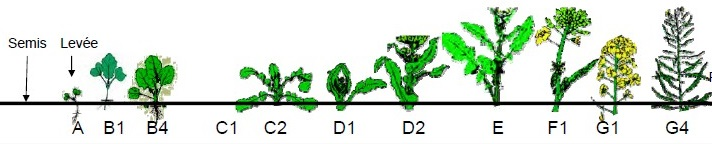 Semis Levée
A B1 B4 C1 C2 D1 D2 E F1 G1 G4